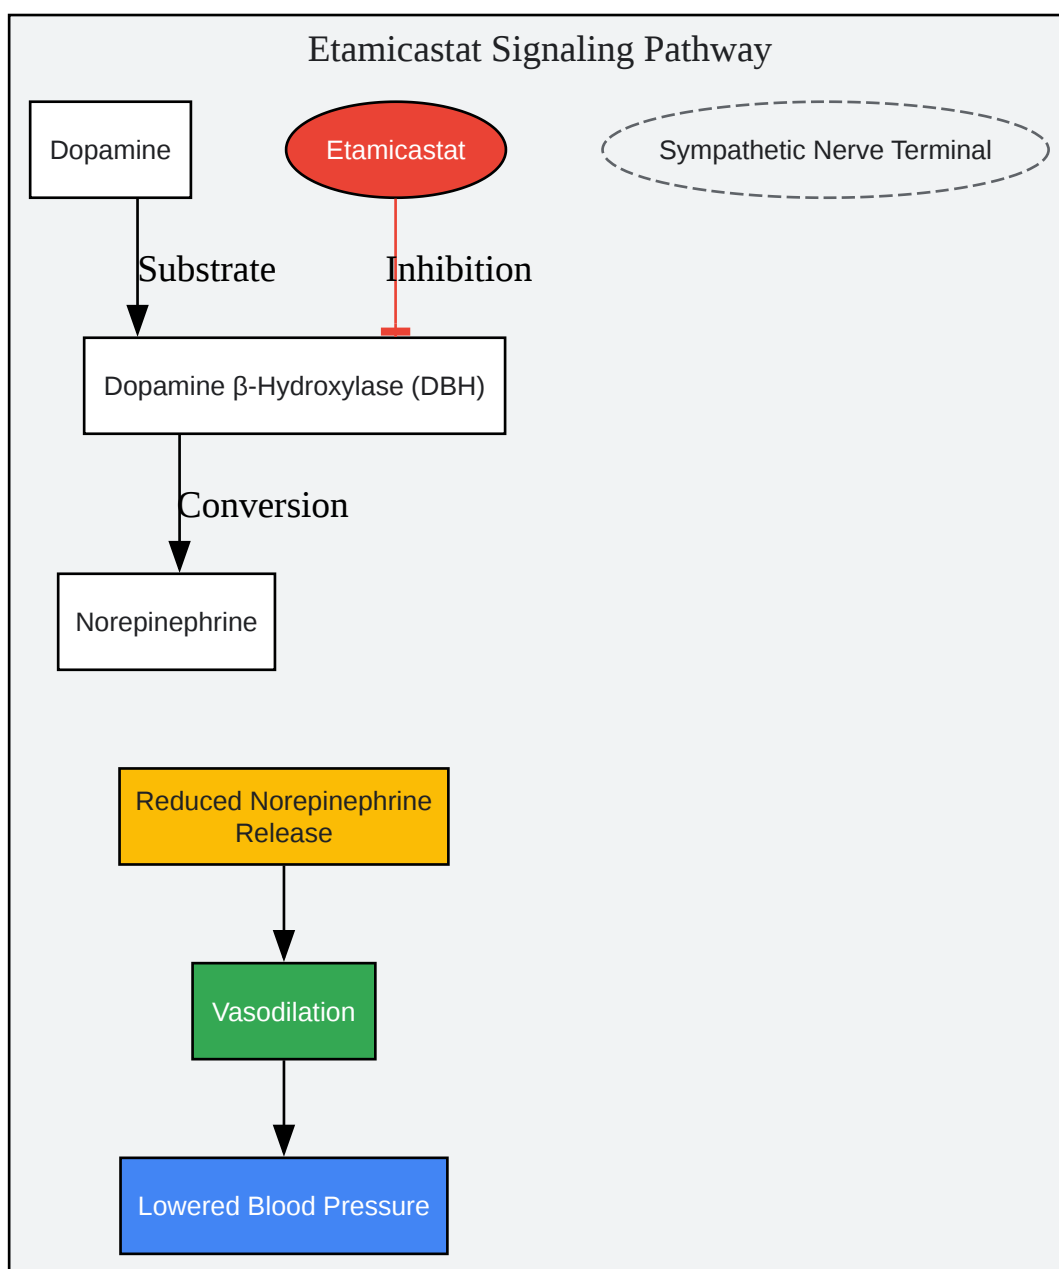 Etamicastat Signaling Pathway
Dopamine
Etamicastat
Sympathetic Nerve Terminal
Substrate
Inhibition
Dopamine β-Hydroxylase (DBH)
Conversion
Norepinephrine
Reduced Norepinephrine
Release
Vasodilation
Lowered Blood Pressure